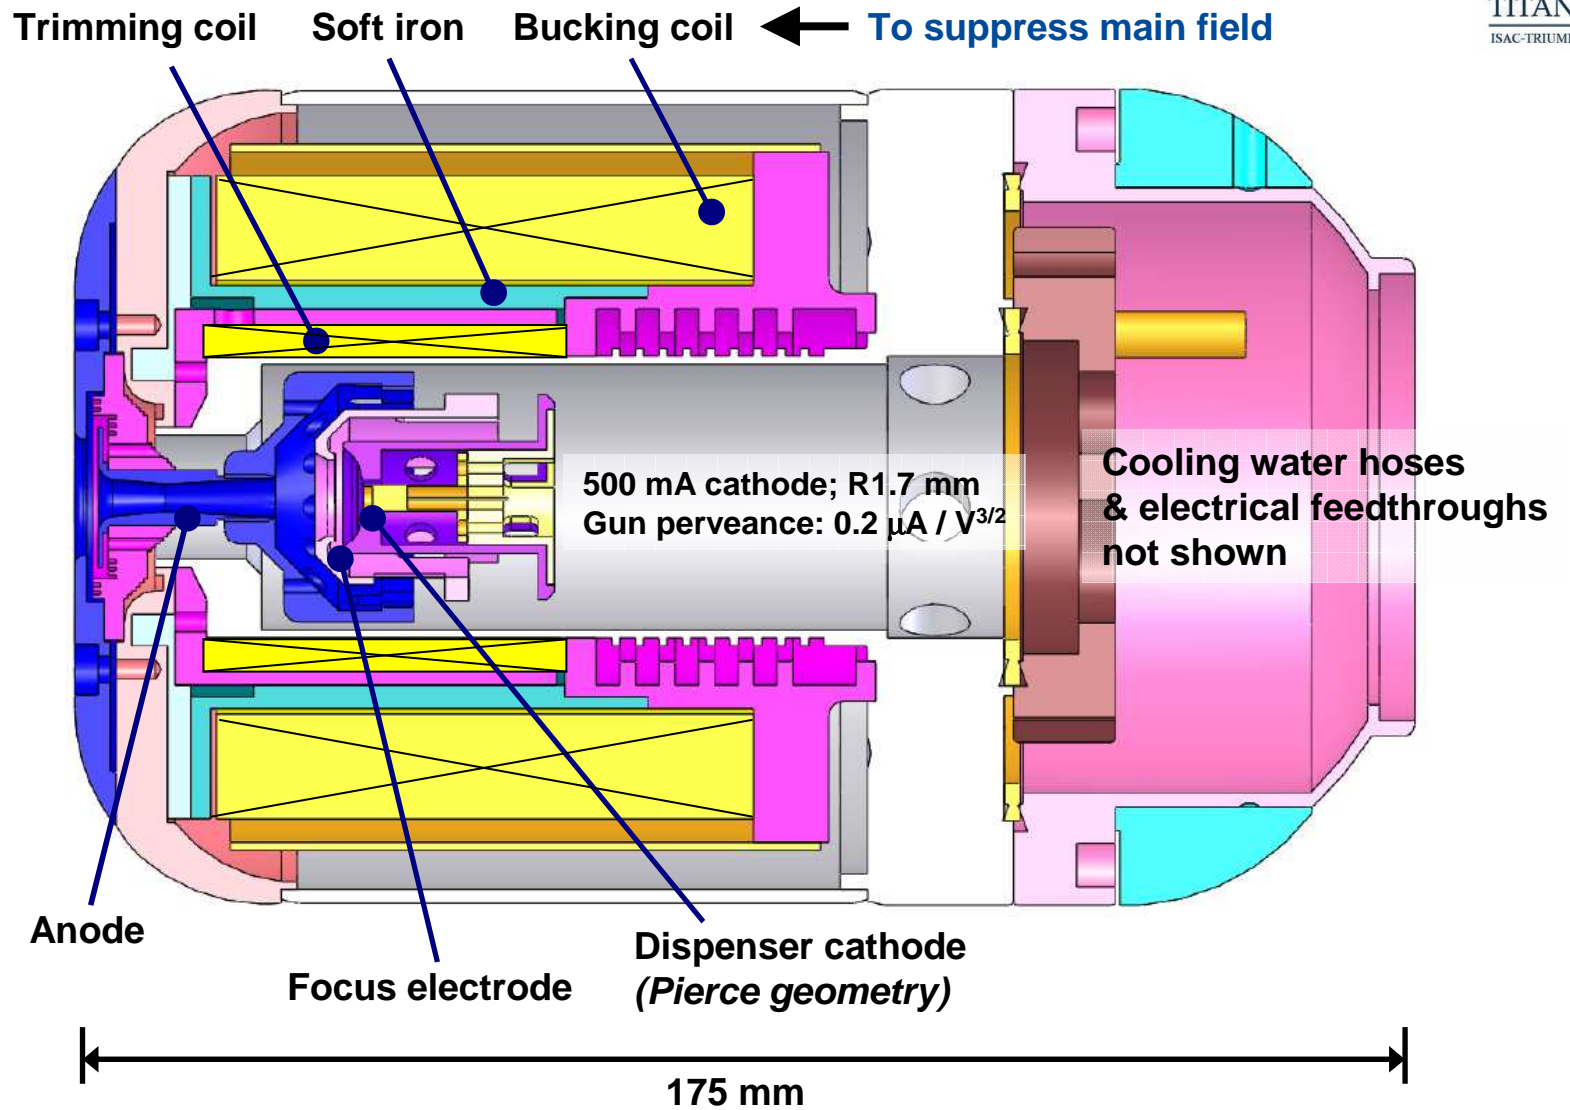 Trimming coil Soft iron Bucking coil To suppress main field
TITAN
ISAC-TRIUMF
500 mA cathode; R1.7 mm
Gun perveance: 0.2 µA / V3/2
Cooling water hoses
& electrical feedthroughs
not shown
Anode
Focus electrode
Dispenser cathode
(Pierce geometry)
175 mm